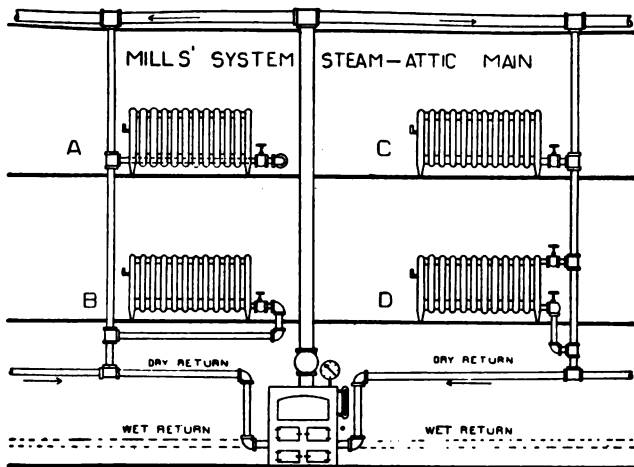 MILLS' SYSTEM STEAM—ATTIC MAIN
A
C
B
D
DRY RETURN
DRY RETURN
WET RETURN
WET RETURN